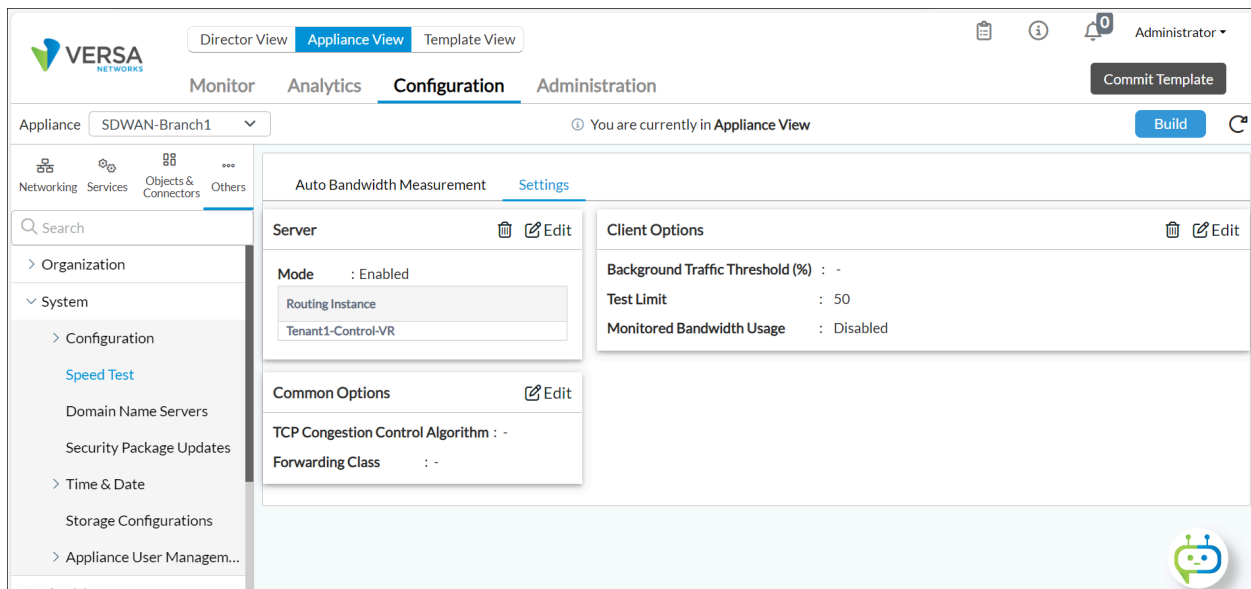 Director View Appliance View Template View
0
Administrator
VERSA
NETWORKS
Monitor Analytics Configuration Administration
Commit Template
Appliance SDWAN-Branch1
You are currently in Appliance View
Build
Networking Services Objects & Connectors Others
Auto Bandwidth Measurement Settings
Search
Organization
System
Configuration
Speed Test
Domain Name Servers
Security Package Updates
Time & Date
Storage Configurations
Appliance User Managem...
Server Edit
Mode : Enabled
Routing Instance
Tenant1-Control-VR
Common Options Edit
TCP Congestion Control Algorithm : -
Forwarding Class : -
Client Options Edit
Background Traffic Threshold (%) : -
Test Limit : 50
Monitored Bandwidth Usage : Disabled